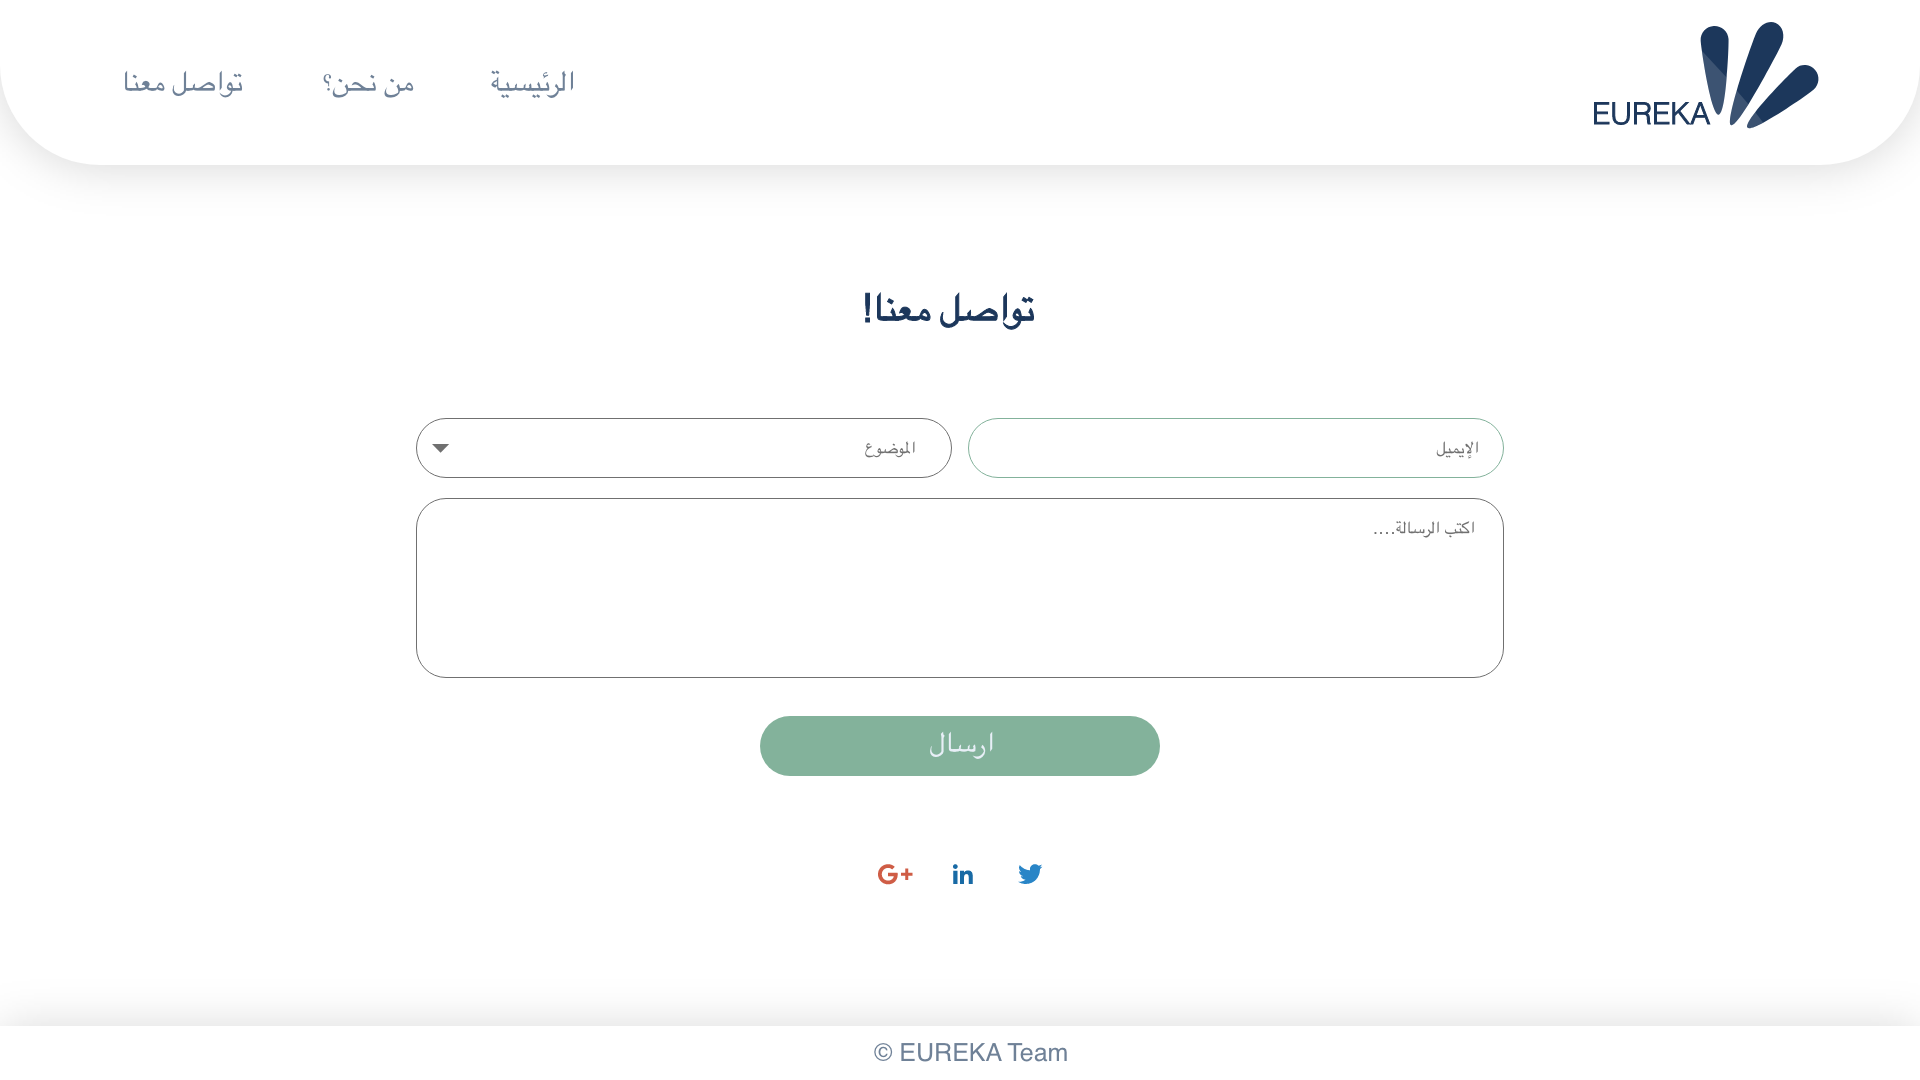 EUREKA
الرئيسية
من نحن؟
تواصل معنا
تواصل معنا!
الإيميل
الموضوع
اكتب الرسالة....
ارسال
G+
in
© EUREKA Team